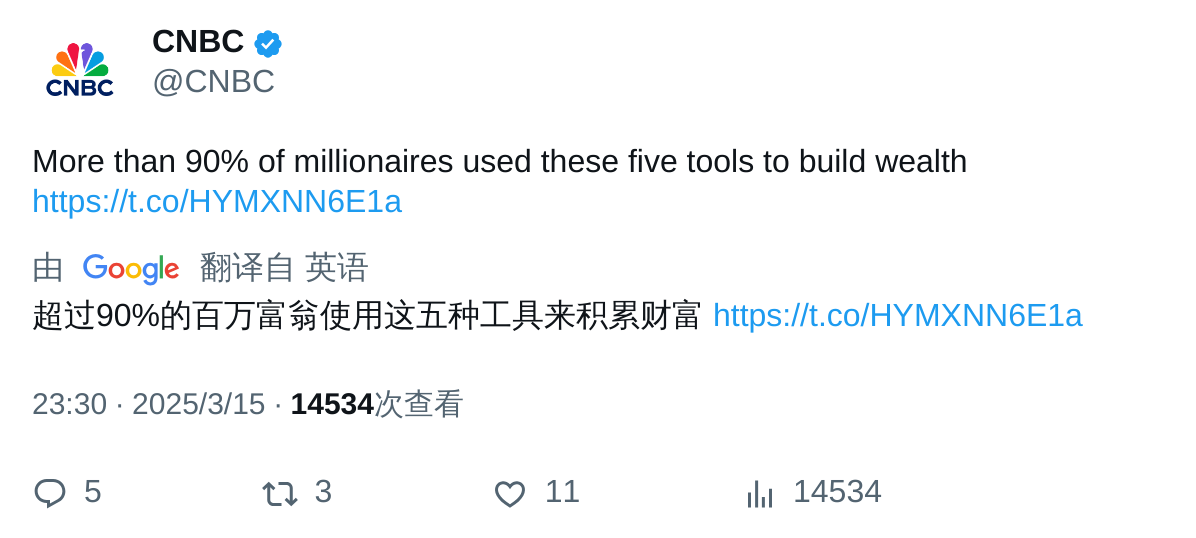 CNBC
CNBC
@CNBC
More than 90% of millionaires used these five tools to build wealth
https://t.co/HYMXNN6E1a
由 Google 翻译自 英语
超过90%的百万富翁使用这五种工具来积累财富 https://t.co/HYMXNN6E1a
23:30 · 2025/3/15 · 14534次查看
5 3 11 14534